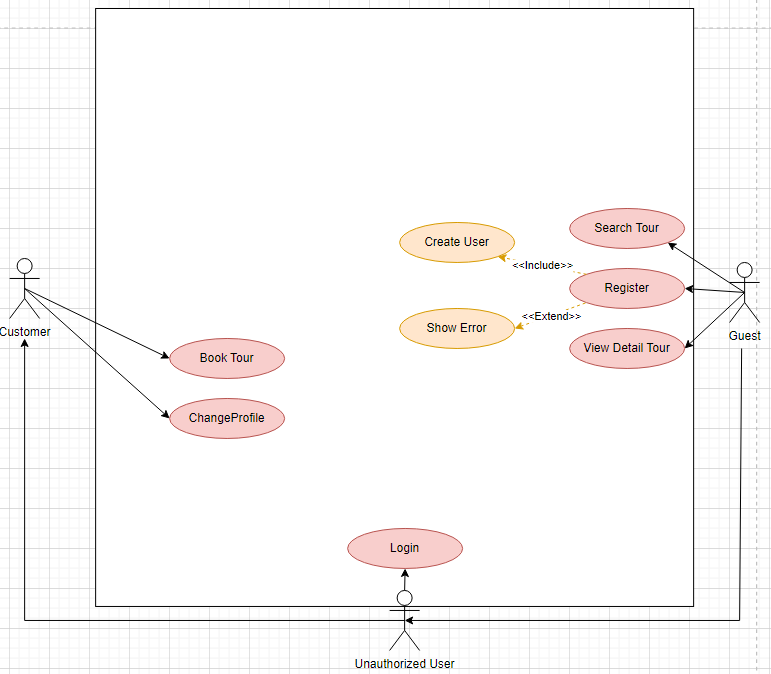 Search Tour
Create User
<<Include>>
Register
<<Extend>>
Show Error
Customer
Guest
View Detail Tour
Book Tour
ChangeProfile
Login
Unauthorized User